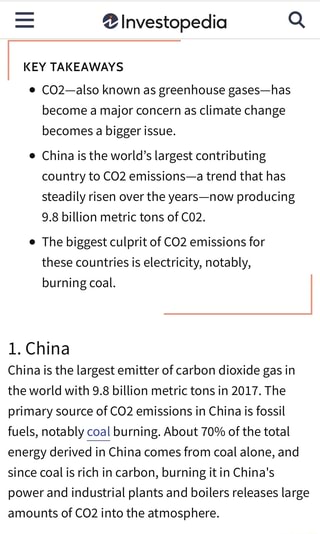 Investopedia
KEY TAKEAWAYS
• CO2—also known as greenhouse gases—has
become a major concern as climate change
becomes a bigger issue.
• China is the world's largest contributing
country to CO2 emissions—a trend that has
steadily risen over the years—now producing
9.8 billion metric tons of C02.
• The biggest culprit of CO2 emissions for
these countries is electricity, notably,
burning coal.
1. China
China is the largest emitter of carbon dioxide gas in
the world with 9.8 billion metric tons in 2017. The
primary source of CO2 emissions in China is fossil
fuels, notably coal burning. About 70% of the total
energy derived in China comes from coal alone, and
since coal is rich in carbon, burning it in China's
power and industrial plants and boilers releases large
amounts of CO2 into the atmosphere.